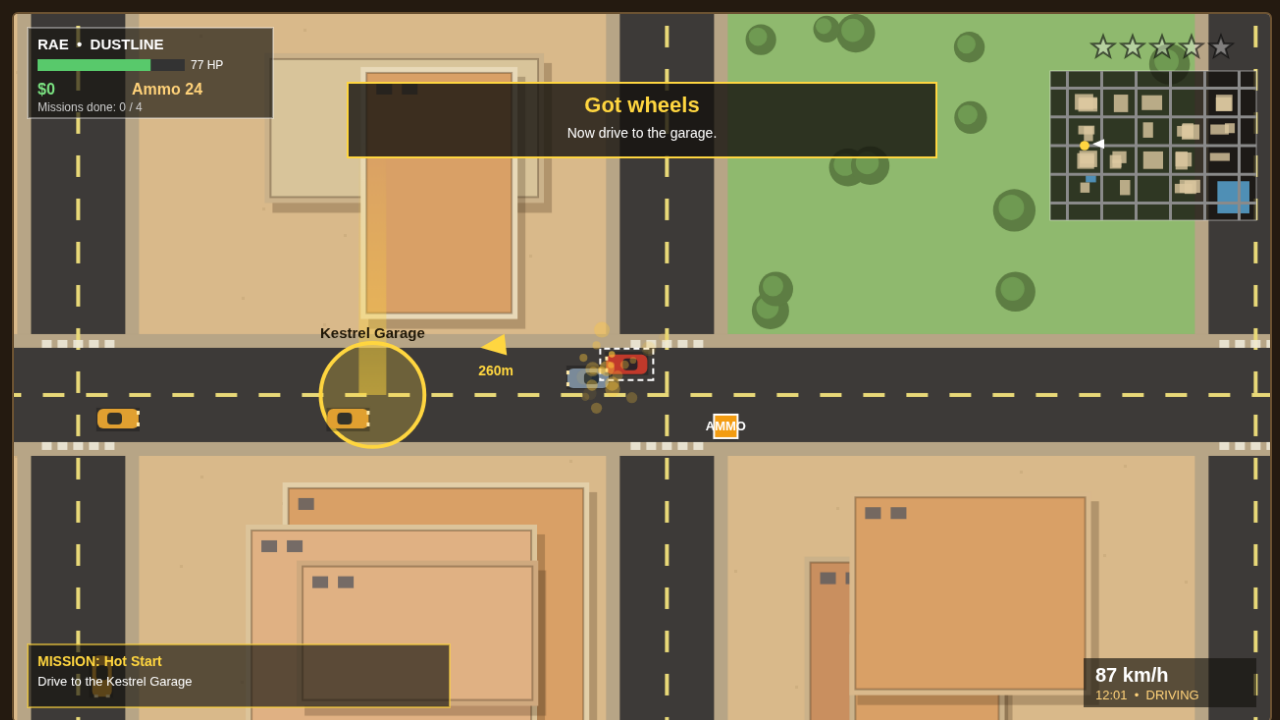 RAE • DUSTLINE
77 HP
$0 Ammo 24
Missions done: 0 / 4
Got wheels
Now drive to the garage.
Kestrel Garage
260m
AMMO
MISSION: Hot Start
Drive to the Kestrel Garage
87 km/h
12:01 • DRIVING